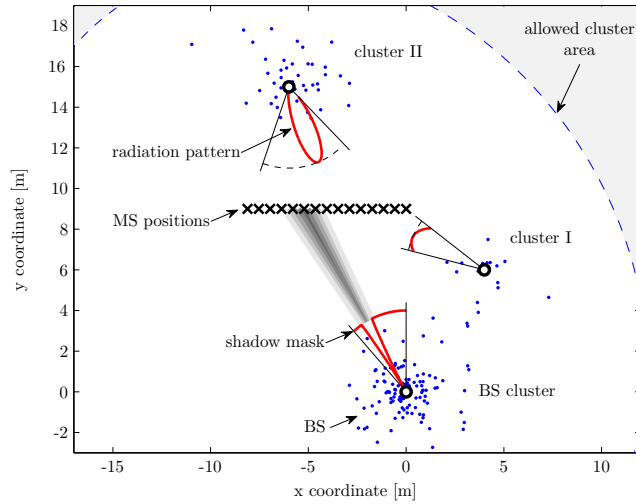 18
16
14
12
10
8
6
4
2
0
-2
-15
-10
-5
0
5
10
y coordinate [m]
x coordinate [m]
cluster II
allowed cluster
area
radiation pattern
MS positions
cluster I
shadow mask
BS cluster
BS